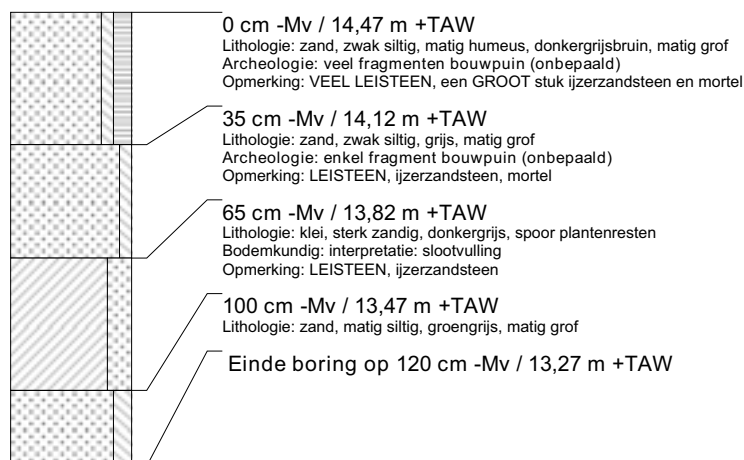 0 cm -Mv / 14,47 m +TAW
Lithologie: zand, zwak siltig, matig humeus, donkergrijsbruin, matig grof
Archeologie: veel fragmenten bouwpuin (onbepaald)
Opmerking: VEEL LEISTEEN, een GROOT stuk ijzerzandsteen en mortel
35 cm -Mv / 14,12 m +TAW
Lithologie: zand, zwak siltig, grijs, matig grof
Archeologie: enkel fragment bouwpuin (onbepaald)
Opmerking: LEISTEEN, ijzerzandsteen, mortel
65 cm -Mv / 13,82 m +TAW
Lithologie: klei, sterk zandig, donkergrijs, spoor plantenresten
Bodemkundig: interpretatie: slootvulling
Opmerking: LEISTEEN, ijzerzandsteen
100 cm -Mv / 13,47 m +TAW
Lithologie: zand, matig siltig, groengrijs, matig grof
Einde boring op 120 cm -Mv / 13,27 m +TAW